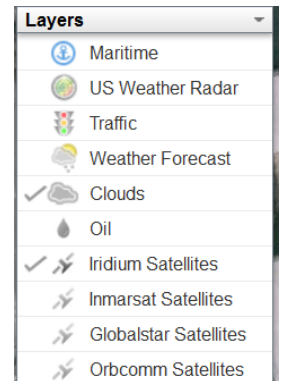 Layers
Maritime
US Weather Radar
Traffic
Weather Forecast
Clouds
Oil
Iridium Satellites
Inmarsat Satellites
Globalstar Satellites
Orbcomm Satellites